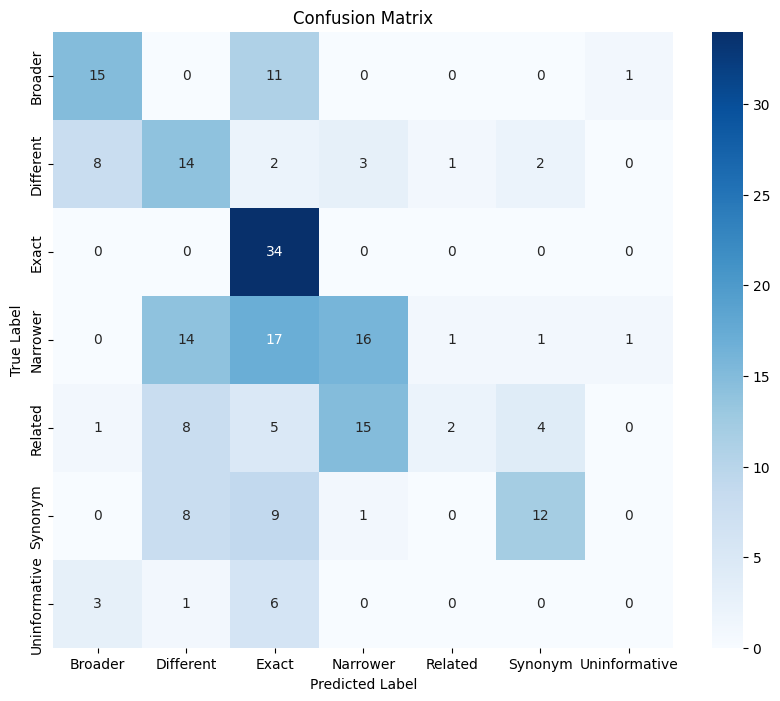 Confusion Matrix
Broader 15 0 11 0 0 0 1
Different 8 14 2 3 1 2 0
Exact 0 0 34 0 0 0 0
Narrower 0 14 17 16 1 1 1
Related 1 8 5 15 2 4 0
Synonym 0 8 9 1 0 12 0
Uninformative 3 1 6 0 0 0 0
Broader Different Exact Narrower Related Synonym Uninformative
Predicted Label
True Label
30
25
20
15
10
5
0